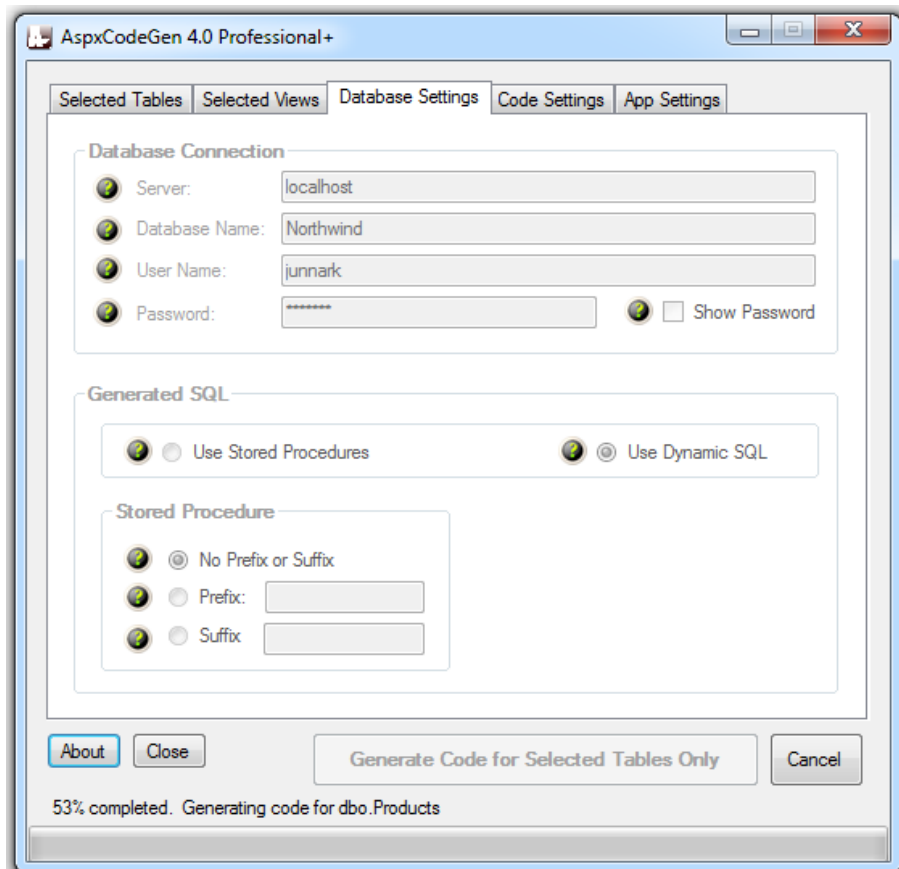 AspxCodeGen 4.0 Professional+
Selected Tables Selected Views Database Settings Code Settings App Settings
Database Connection
? Server: localhost
? Database Name: Northwind
? User Name: junnark
? Password: ******* ? Show Password
Generated SQL
? Use Stored Procedures ? Use Dynamic SQL
Stored Procedure
? No Prefix or Suffix
? Prefix:
? Suffix
About Close Generate Code for Selected Tables Only Cancel
53% completed. Generating code for dbo.Products